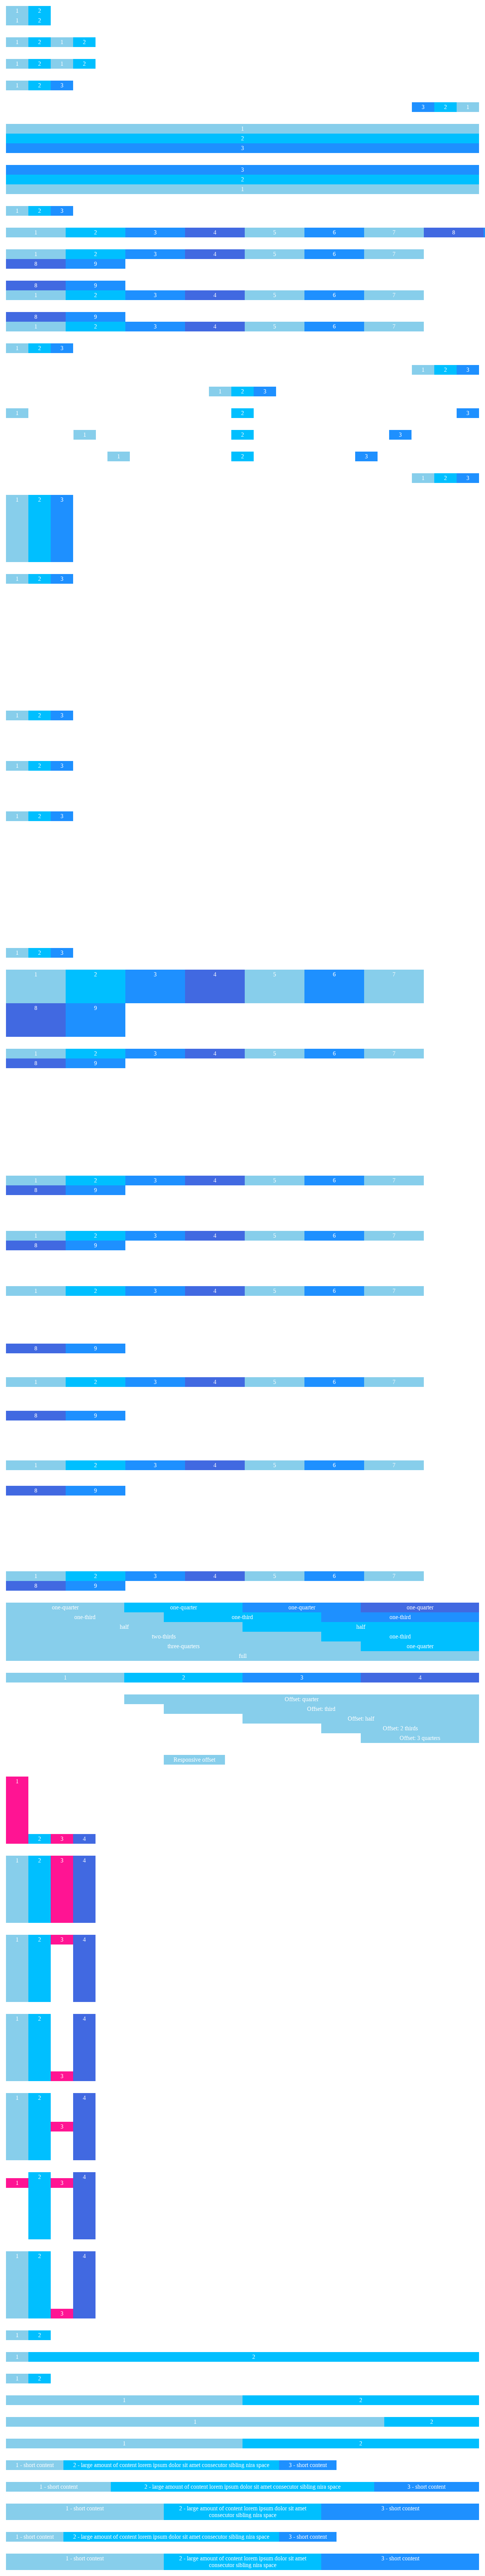 1 2
1 2
1 2 1 2
1 2 1 2
1 2 3
3 2 1
1
2
3
3
2
1
1 2 3
1 2 3 4 5 6 7 8
1 2 3 4 5 6 7
8 9
8 9
1 2 3 4 5 6 7
8 9
1 2 3 4 5 6 7
1 2 3
1 2 3
1 2 3
1 2 3
1 2 3
1 2 3
1 2 3
1 2 3
1 2 3
1 2 3
1 2 3
1 2 3
1 2 3
1 2 3 4 5 6 7
8 9
1 2 3 4 5 6 7
8 9
1 2 3 4 5 6 7
8 9
1 2 3 4 5 6 7
8 9
1 2 3 4 5 6 7
8 9
1 2 3 4 5 6 7
8 9
1 2 3 4 5 6 7
8 9
1 2 3 4 5 6 7
8 9
one-quarter one-quarter one-quarter one-quarter
one-third one-third one-third
half half
two-thirds one-third
three-quarters one-quarter
full
1 2 3 4
Offset: quarter
Offset: third
Offset: half
Offset: 2 thirds
Offset: 3 quarters
Responsive offset
1
2 3 4
1 2 3 4
1 2 3 4
1 2 4
3
1 2 4
3
2 4
1 3
1 2 4
3
1 2
1 2
1 2
1 2
1 2
1 2
1 - short content 2 - large amount of content lorem ipsum dolor sit amet consecutur sibling nisa space 3 - short content
1 - short content 2 - large amount of content lorem ipsum dolor sit amet consecutur sibling nisa space 3 - short content
1 - short content 2 - large amount of content lorem ipsum dolor sit amet 3 - short content
consecutur sibling nisa space
1 - short content 2 - large amount of content lorem ipsum dolor sit amet consecutur sibling nisa space 3 - short content
1 - short content 2 - large amount of content lorem ipsum dolor sit amet 3 - short content
consecutur sibling nisa space